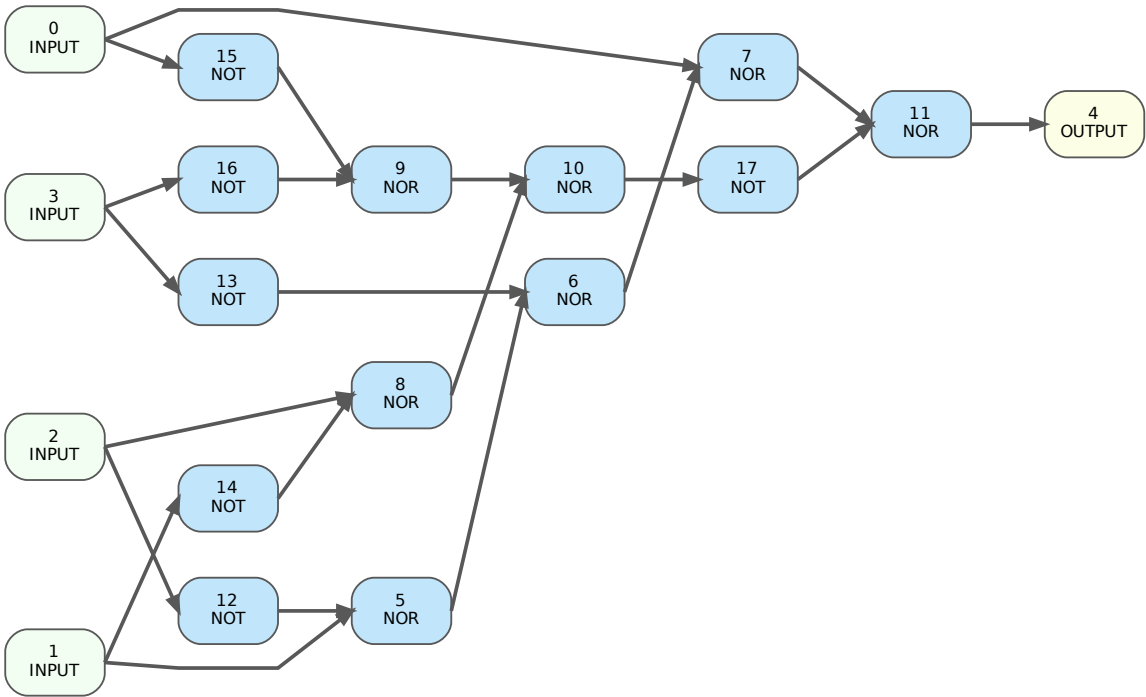 0
INPUT
15
NOT
7
NOR
11
NOR
4
OUTPUT
3
INPUT
16
NOT
9
NOR
10
NOR
17
NOT
13
NOT
6
NOR
8
NOR
2
INPUT
14
NOT
12
NOT
5
NOR
1
INPUT